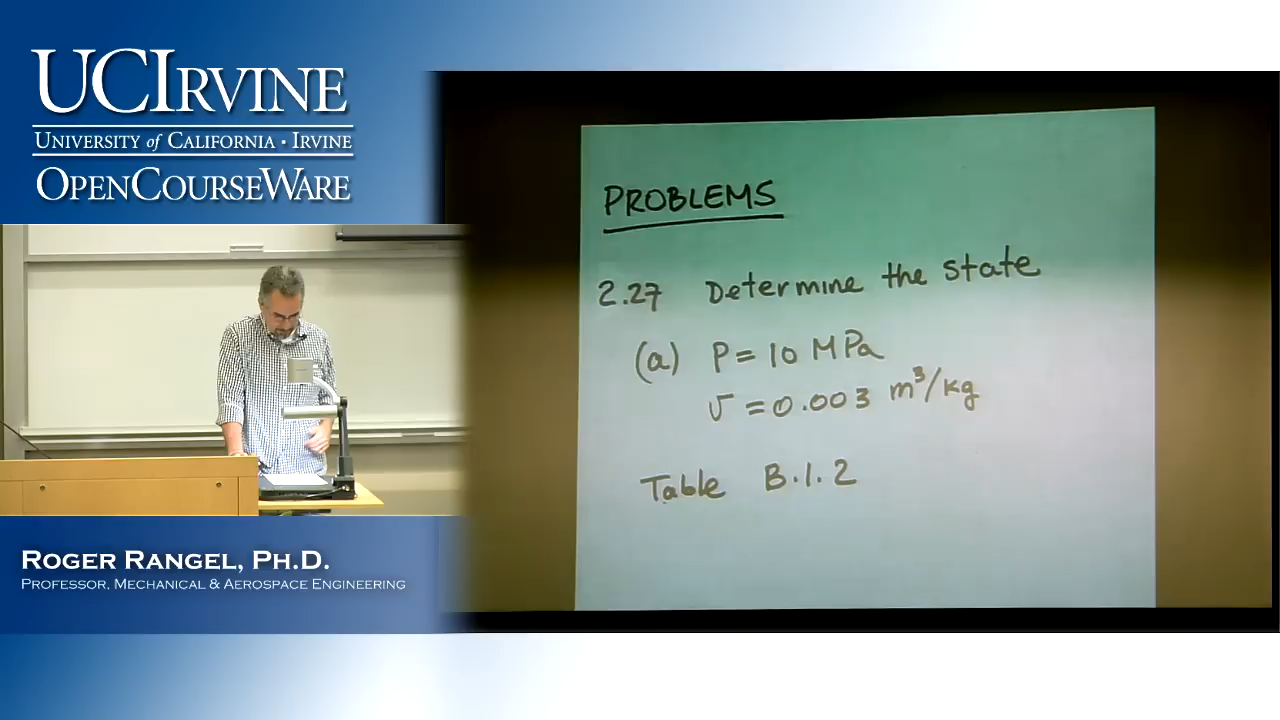 UCIRVINE
UNIVERSITY of CALIFORNIA · IRVINE
OPENCOURSEWARE
ROGER RANGEL, PH.D.
PROFESSOR, MECHANICAL & AEROSPACE ENGINEERING
PROBLEMS
2.27 Determine the state
(a) P = 10 MPa
v = 0.003 m³/kg
Table B.1.2